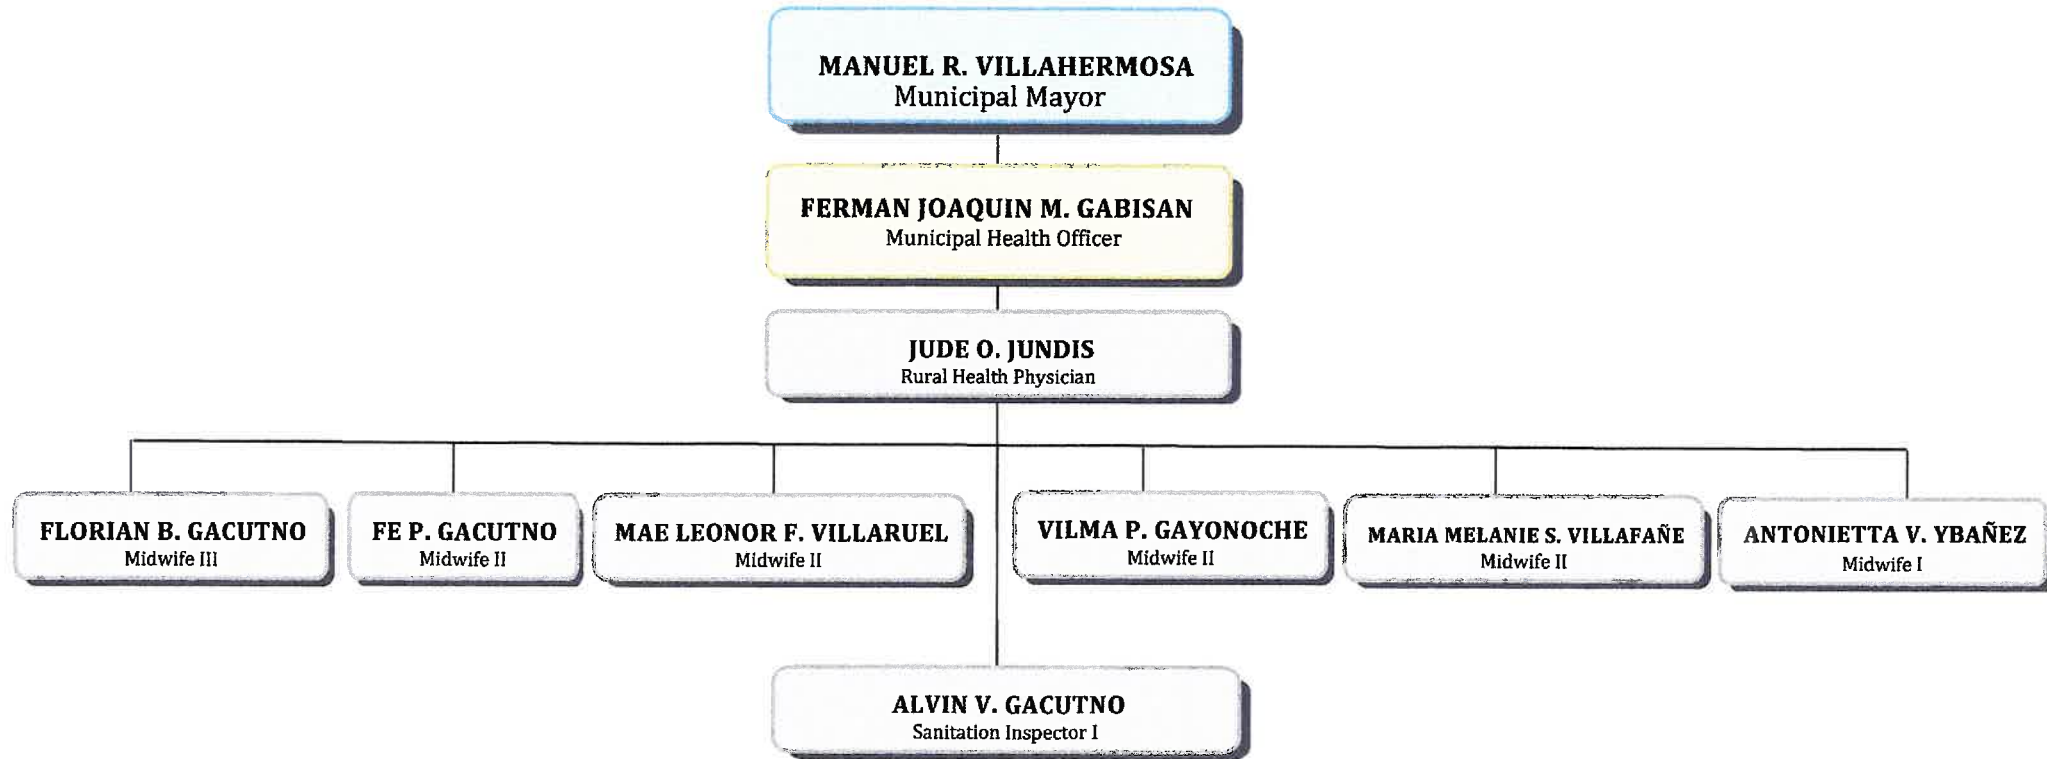 MANUEL R. VILLAHERMOSA
Municipal Mayor
FERMAN JOAQUIN M. GABISAN
Municipal Health Officer
JUDE O. JUNDIS
Rural Health Physician
FLORIAN B. GACUTNO
Midwife III
FE P. GACUTNO
Midwife II
MAE LEONOR F. VILLARUEL
Midwife II
VILMA P. GAYONOCHE
Midwife II
MARIA MELANIE S. VILLAFAÑE
Midwife II
ANTONIETTA V. YBAÑEZ
Midwife I
ALVIN V. GACUTNO
Sanitation Inspector I